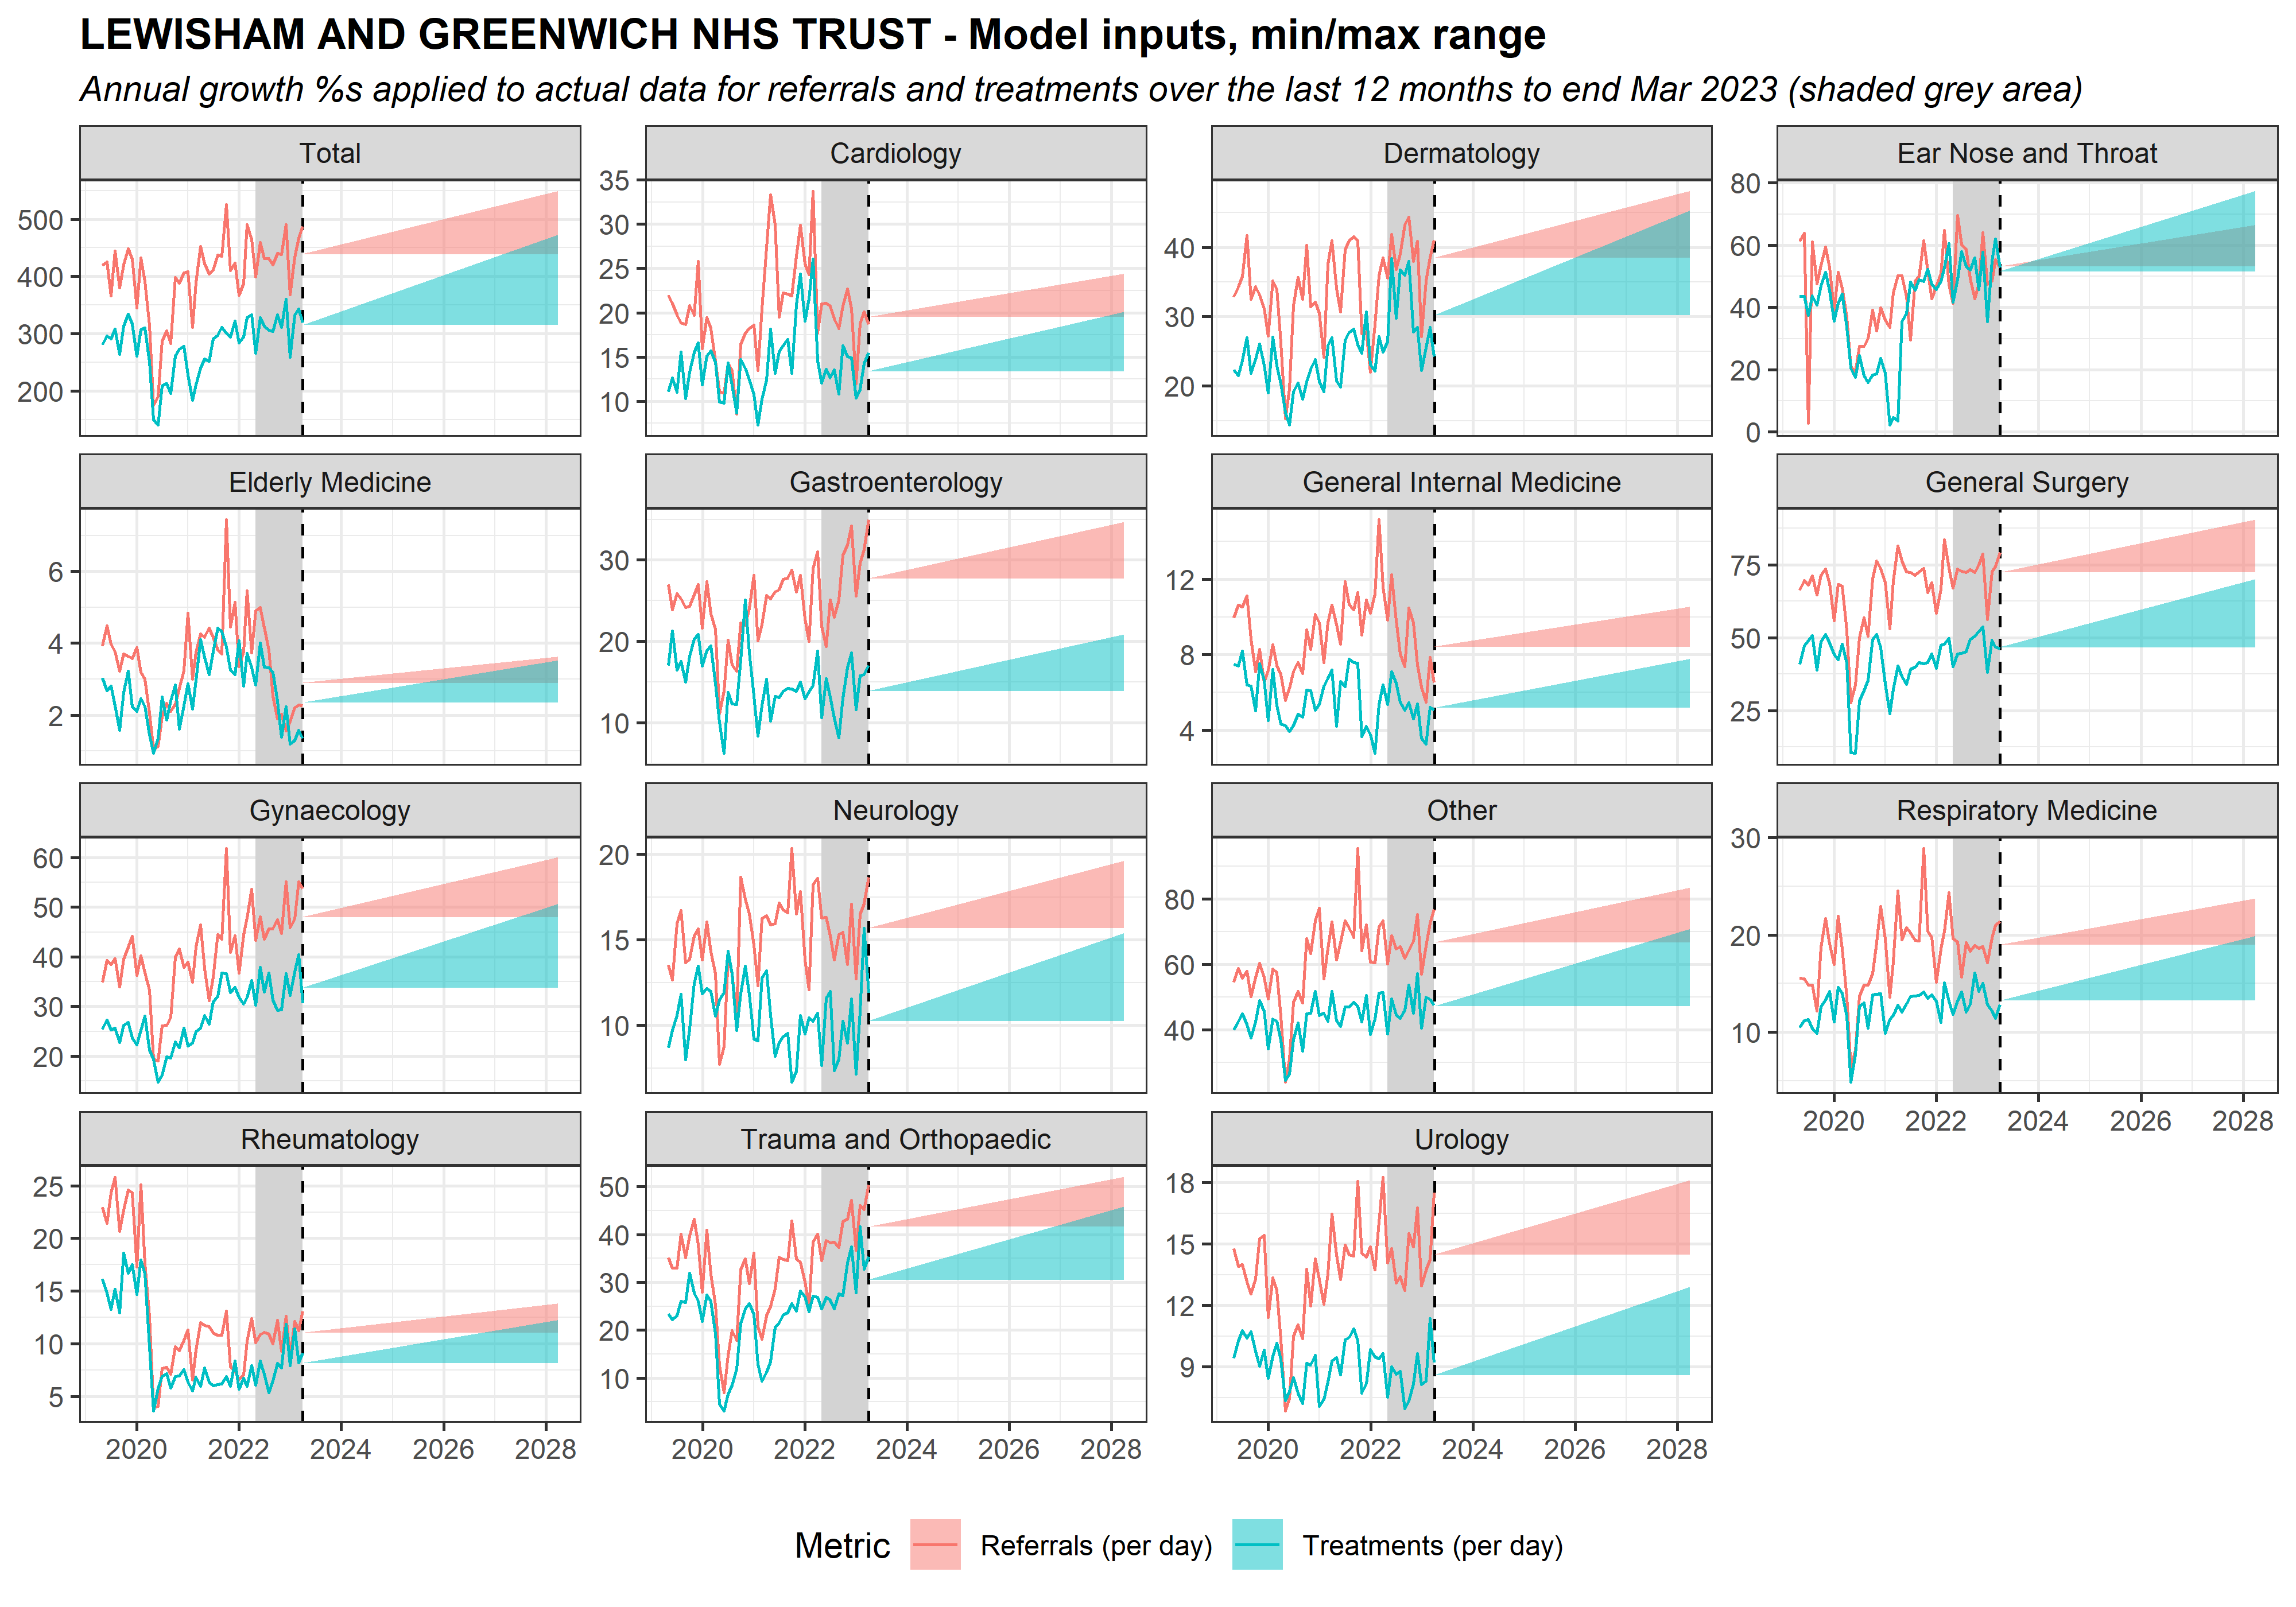 LEWISHAM AND GREENWICH NHS TRUST - Model inputs, min/max range
Annual growth %s applied to actual data for referrals and treatments over the last 12 months to end Mar 2023 (shaded grey area)
Total
500
400
300
200
Cardiology
35
30
25
20
15
10
Dermatology
40
30
20
Ear Nose and Throat
80
60
40
20
0
Elderly Medicine
6
4
2
Gastroenterology
30
20
10
General Internal Medicine
12
8
4
General Surgery
75
50
25
Gynaecology
60
50
40
30
20
Neurology
20
15
10
Other
80
60
40
Respiratory Medicine
30
20
10
2020 2022 2024 2026 2028
Rheumatology
25
20
15
10
5
2020 2022 2024 2026 2028
Trauma and Orthopaedic
50
40
30
20
10
2020 2022 2024 2026 2028
Urology
18
15
12
9
2020 2022 2024 2026 2028
Metric Referrals (per day) Treatments (per day)